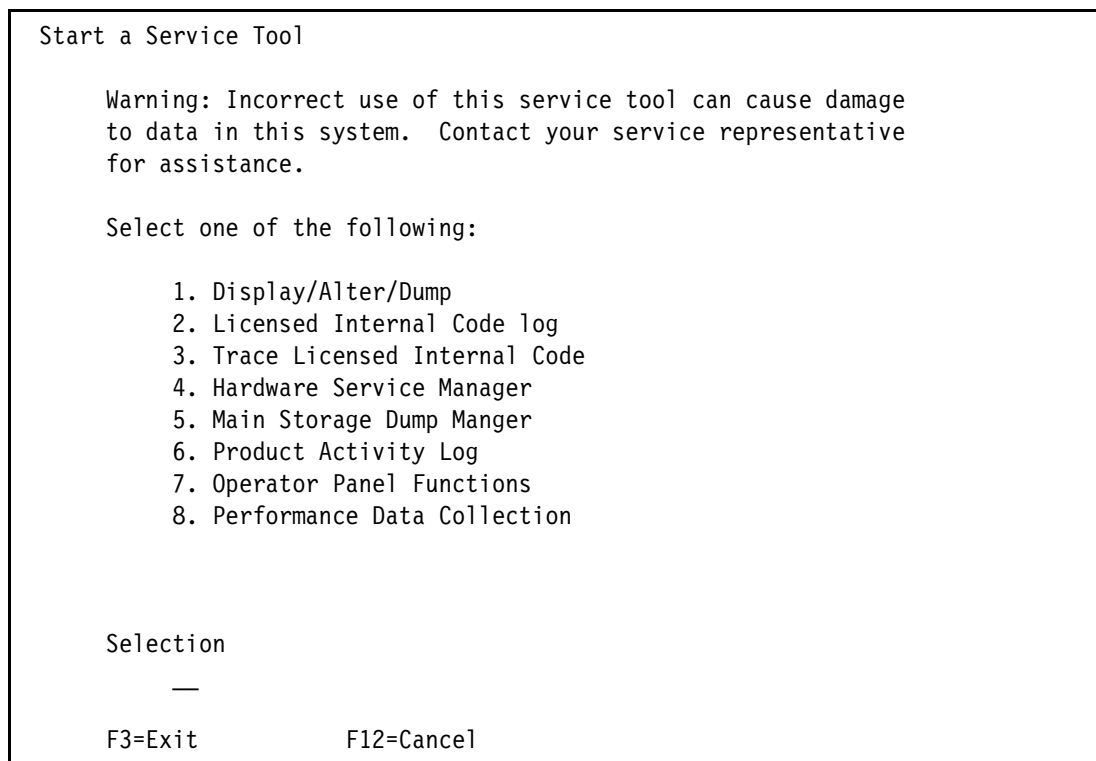 Start a Service Tool
Warning: Incorrect use of this service tool can cause damage
to data in this system.  Contact your service representative
for assistance.
Select one of the following:
1. Display/Alter/Dump
2. Licensed Internal Code log
3. Trace Licensed Internal Code
4. Hardware Service Manager
5. Main Storage Dump Manger
6. Product Activity Log
7. Operator Panel Functions
8. Performance Data Collection
Selection
__
F3=Exit    F12=Cancel